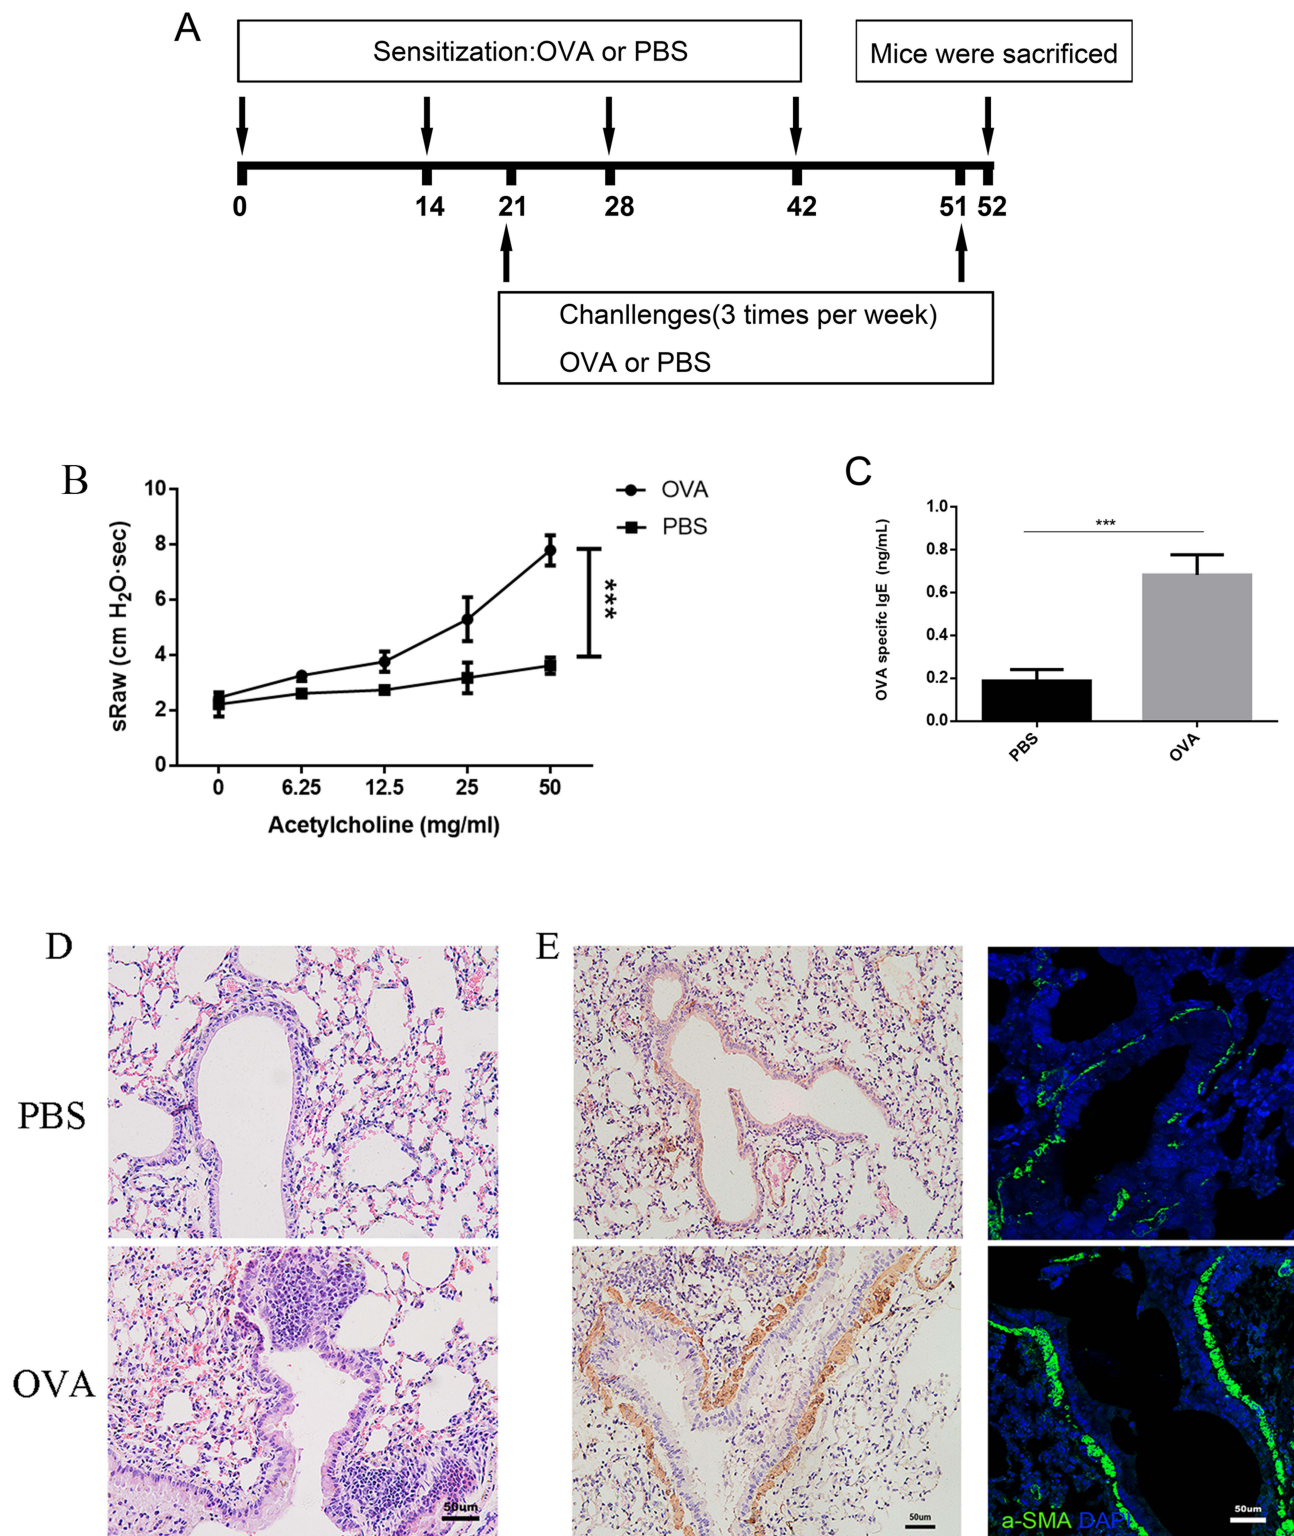 A
Sensitization:OVA or PBS
Mice were sacrificed
0 14 21 28 42 51 52
Chanllenges(3 times per week)
OVA or PBS
B
OVA
PBS
sRaw (cm H₂O·sec)
10
8
6
4
2
0
***
0 6.25 12.5 25 50
Acetylcholine (mg/ml)
C
OVA specifc IgE (ng/mL)
1.0
0.8
0.6
0.4
0.2
0.0
***
PBS
OVA
D
E
PBS
OVA
50um
50um
50um
a-SMA DAPI